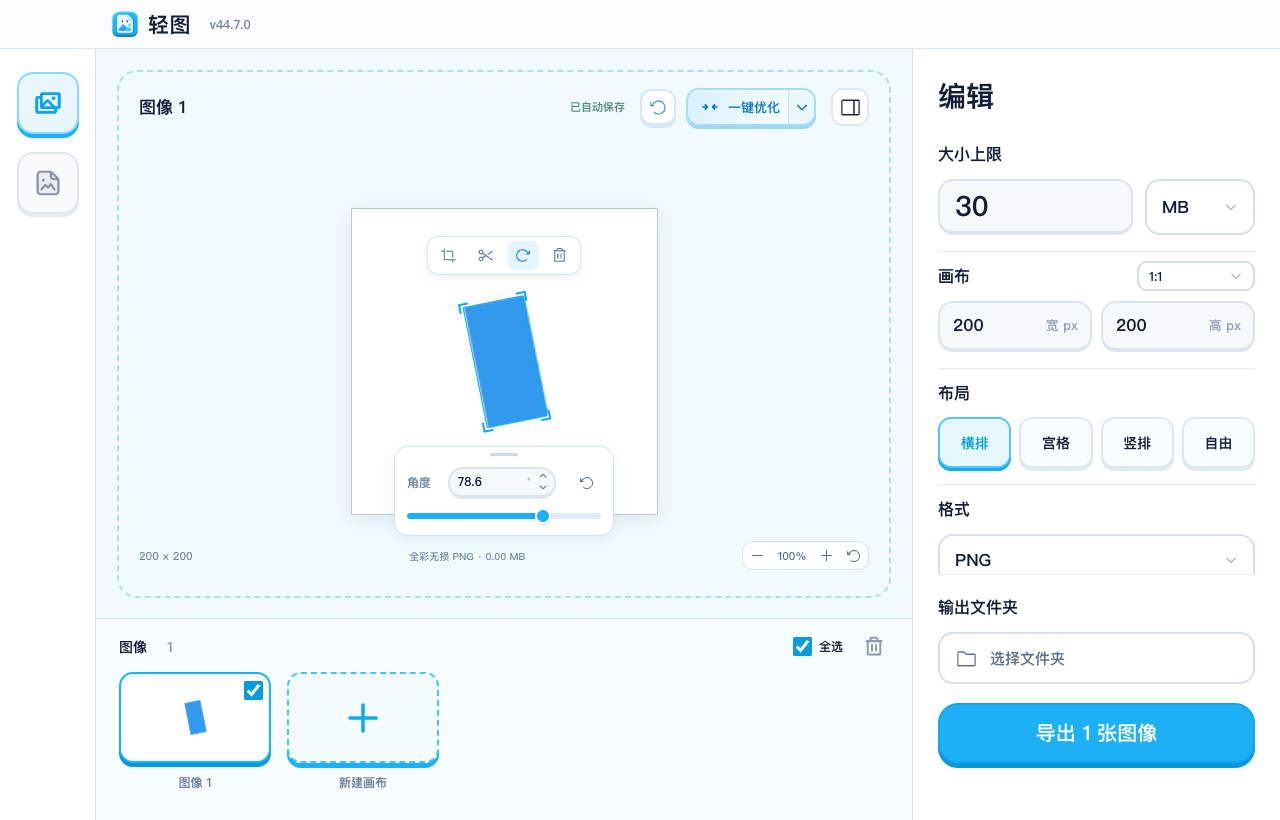 轻图 v44.7.0
图像 1
已自动保存
一键优化
角度 78.6 °
200 × 200
全彩无损 PNG · 0.00 MB
100%
图像 1
全选
图像 1
新建画布
编辑
大小上限
30 MB
画布 1:1
200 宽 px 200 高 px
布局
横排 宫格 竖排 自由
格式
PNG
输出文件夹
选择文件夹
导出 1 张图像